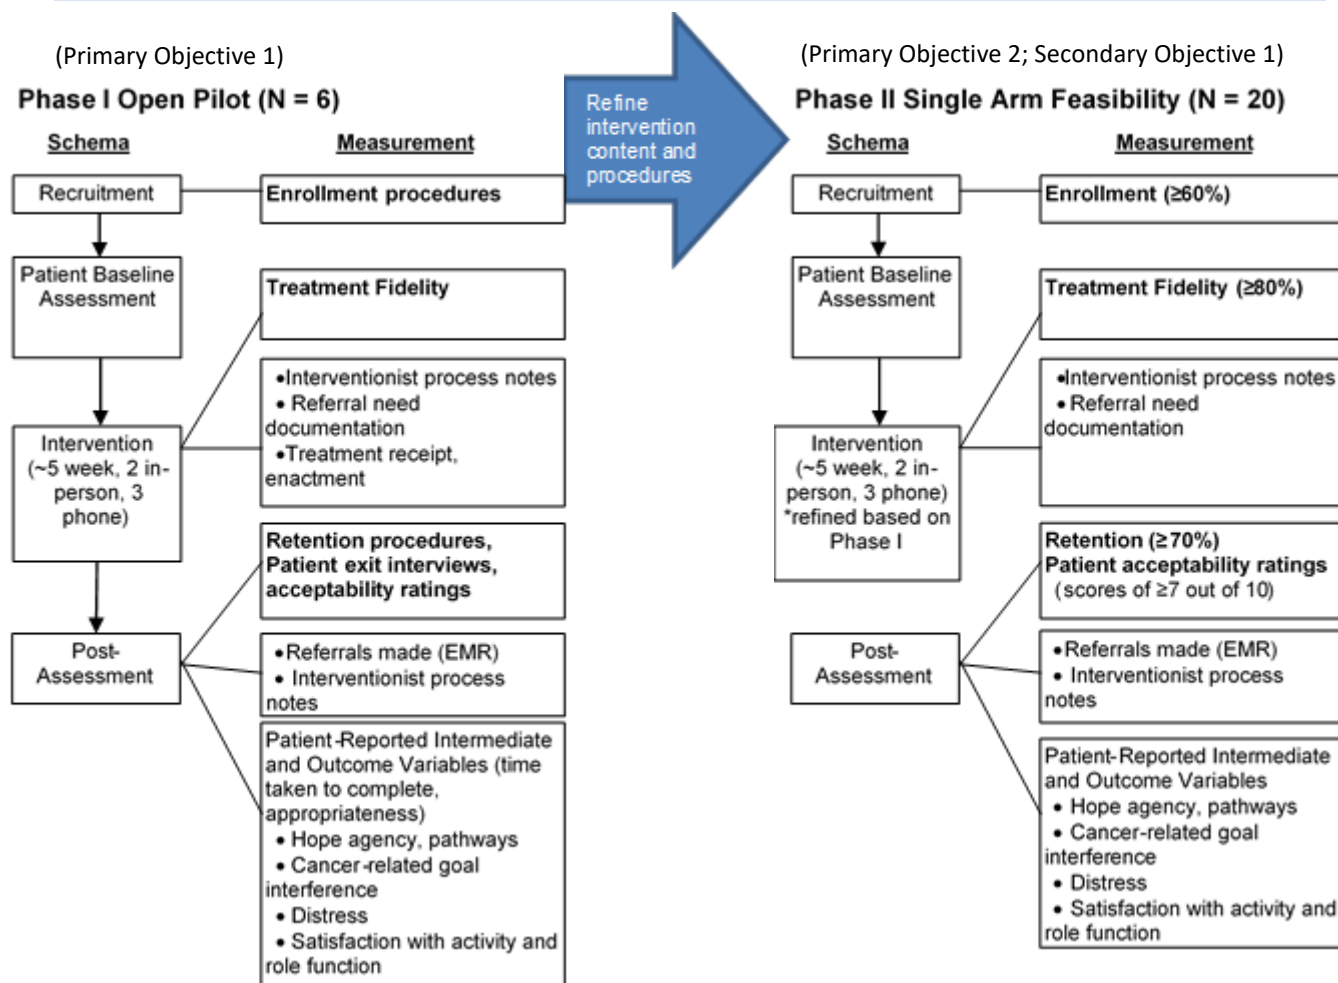 (Primary Objective 1)
Phase I Open Pilot (N = 6)
Schema
Measurement
Recruitment
Enrollment procedures
Patient Baseline
Assessment
Treatment Fidelity
•Interventionist process notes
• Referral need
documentation
•Treatment receipt,
enactment
Intervention
(~5 week, 2 in-
person, 3
phone)
Retention procedures,
Patient exit interviews,
acceptability ratings
Post-
Assessment
•Referrals made (EMR)
• Interventionist process
notes
Patient-Reported Intermediate
and Outcome Variables (time
taken to complete,
appropriateness)
• Hope agency, pathways
• Cancer-related goal
interference
• Distress
• Satisfaction with activity and
role function
Refine
intervention
content and
procedures
(Primary Objective 2; Secondary Objective 1)
Phase II Single Arm Feasibility (N = 20)
Schema
Measurement
Recruitment
Enrollment (≥60%)
Patient Baseline
Assessment
Treatment Fidelity (≥80%)
•Interventionist process notes
• Referral need
documentation
Intervention
(~5 week, 2 in-
person, 3 phone)
*refined based on
Phase I
Retention (≥70%)
Patient acceptability ratings
(scores of ≥7 out of 10)
Post-
Assessment
•Referrals made (EMR)
• Interventionist process
notes
Patient-Reported Intermediate
and Outcome Variables
• Hope agency, pathways
• Cancer-related goal
interference
• Distress
• Satisfaction with activity and
role function